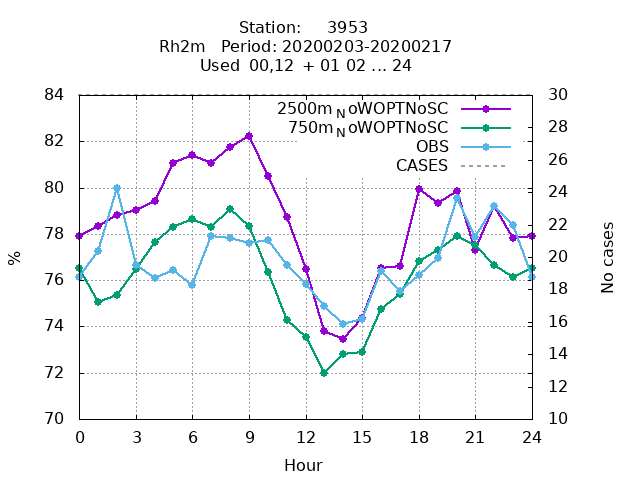 Station: 3953
Rh2m Period: 20200203-20200217
Used 00,12 + 01 02 ... 24
84 30
2500m NoWOPTNoSC
750m NoWOPTNoSC
OBS
CASES
82 28
26
80 24
78 22
20
76 18
74 16
14
72 12
70 10
%
No cases
0 3 6 9 12 15 18 21 24
Hour